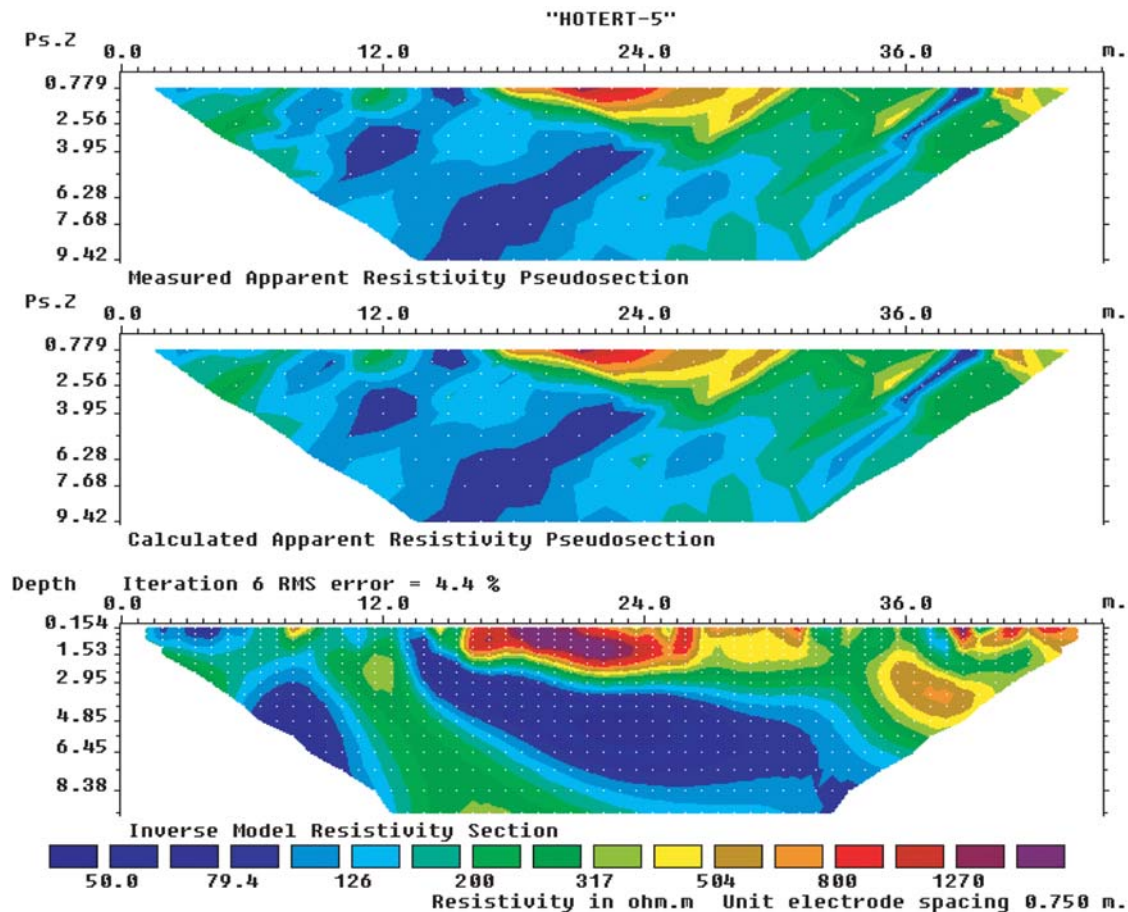 "HOTERT-5"
Ps.Z 0.0 12.0 24.0 36.0 m.
0.779
2.56
3.95
6.28
7.68
9.42
Measured Apparent Resistivity Pseudosection
Ps.Z 0.0 12.0 24.0 36.0 m.
0.779
2.56
3.95
6.28
7.68
9.42
Calculated Apparent Resistivity Pseudosection
Depth Iteration 6 RMS error = 4.4 %
0.0 12.0 24.0 36.0 m.
0.154
1.53
2.95
4.85
6.45
8.38
Inverse Model Resistivity Section
50.0 79.4 126 200 317 504 800 1270
Resistivity in ohm.m Unit electrode spacing 0.750 m.